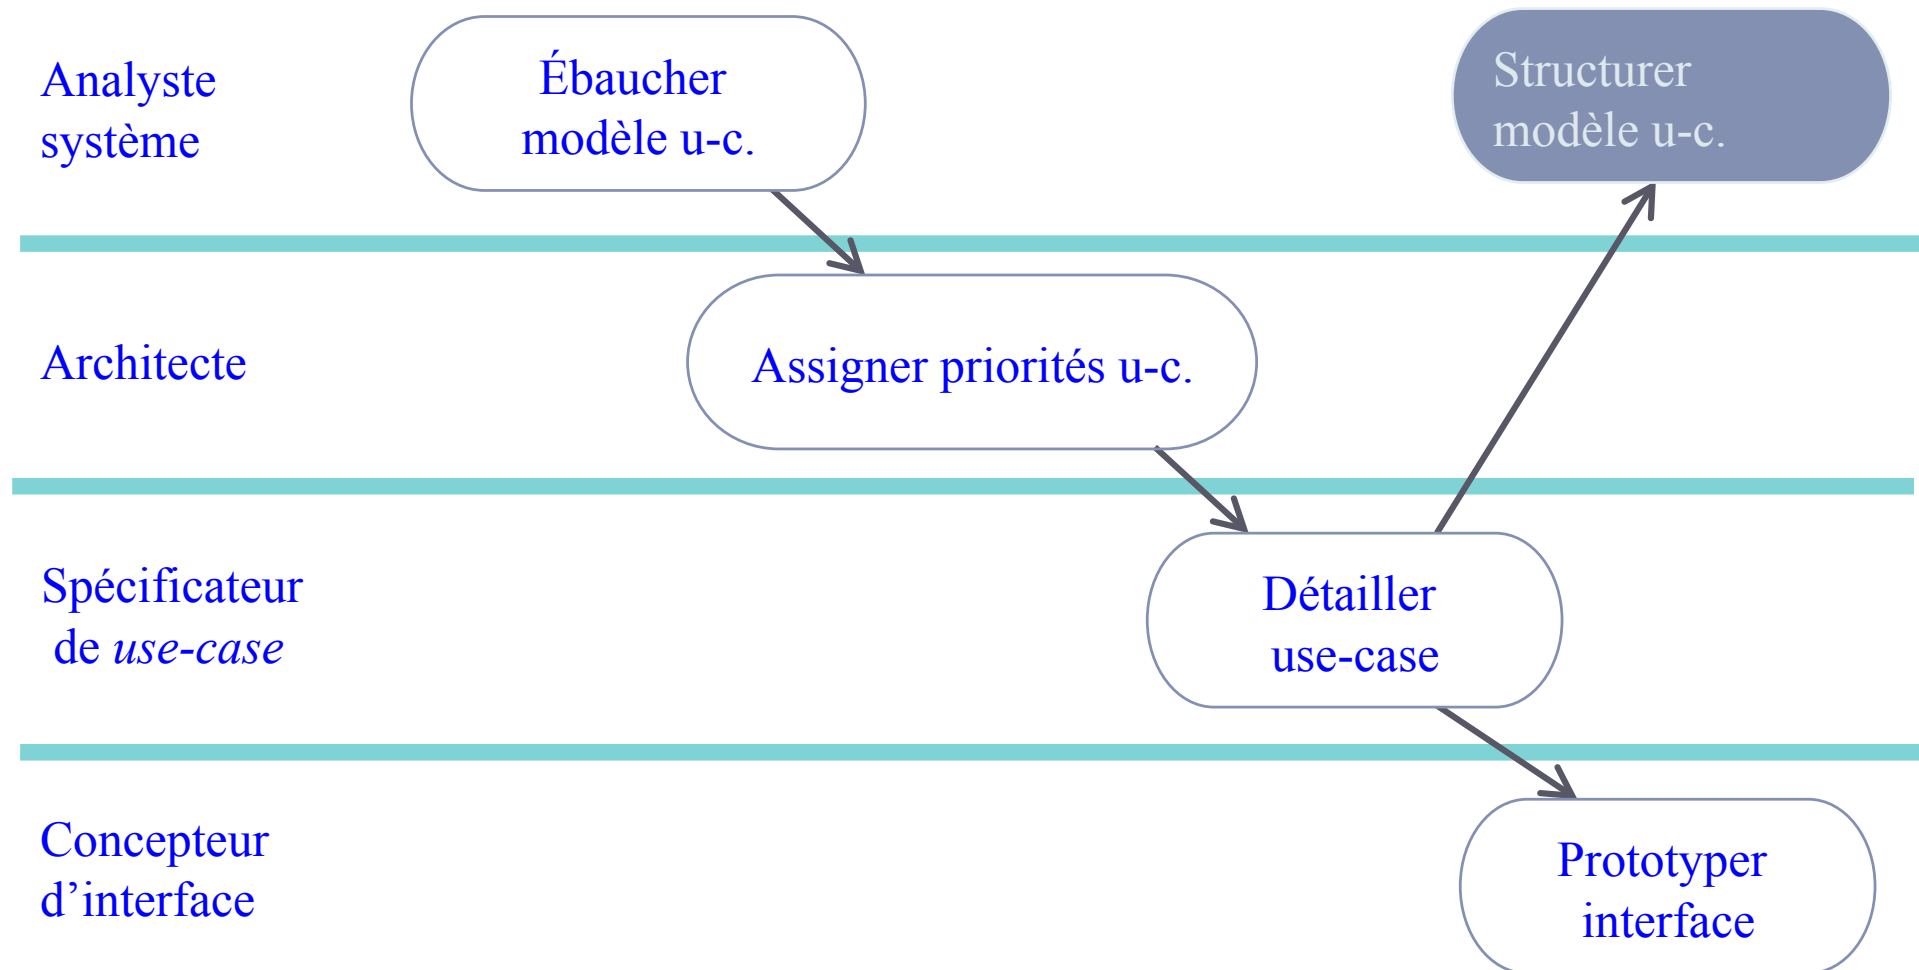 Analyste
système
Ébaucher
modèle u-c.
Structurer
modèle u-c.
Architecte
Assigner priorités u-c.
Spécificateur
de use-case
Détailler
use-case
Concepteur
d’interface
Prototyper
interface